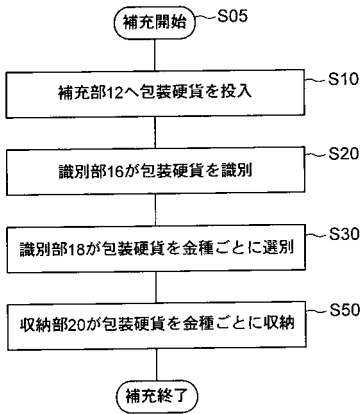 補充開始
S05
補充部12へ包装硬貨を投入
S10
識別部16が包装硬貨を識別
S20
識別部18が包装硬貨を金種ごとに選別
S30
収納部20が包装硬貨を金種ごとに収納
S50
補充終了